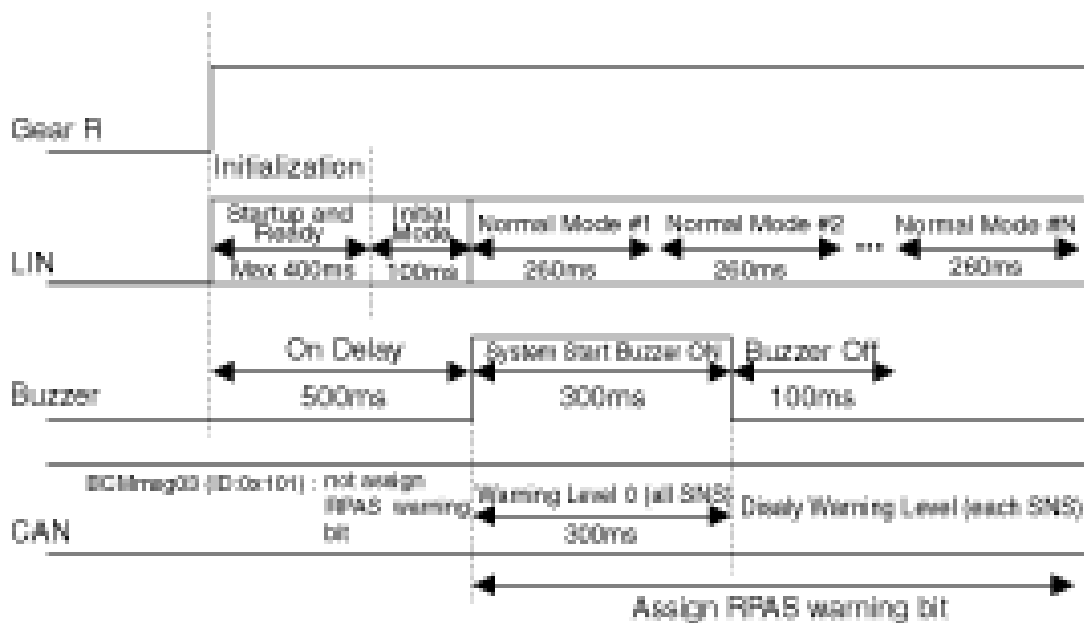 Gear R
Initialization
Startup and Ready
Max 400ms
Initial Mode
100ms
Normal Mode #1
260ms
Normal Mode #2
360ms
...
Normal Mode #N
260ms
LIN
On Delay
500ms
System Start Buzzer ON
300ms
Buzzer Off
100ms
Buzzer
BCMmsg03 (ID:0x101) : not assign
RPAS warning
bit
Warning Level 0 (all SNS)
300ms
Disaly Warning Level (each SNS)
CAN
Assign RPAS warning bit